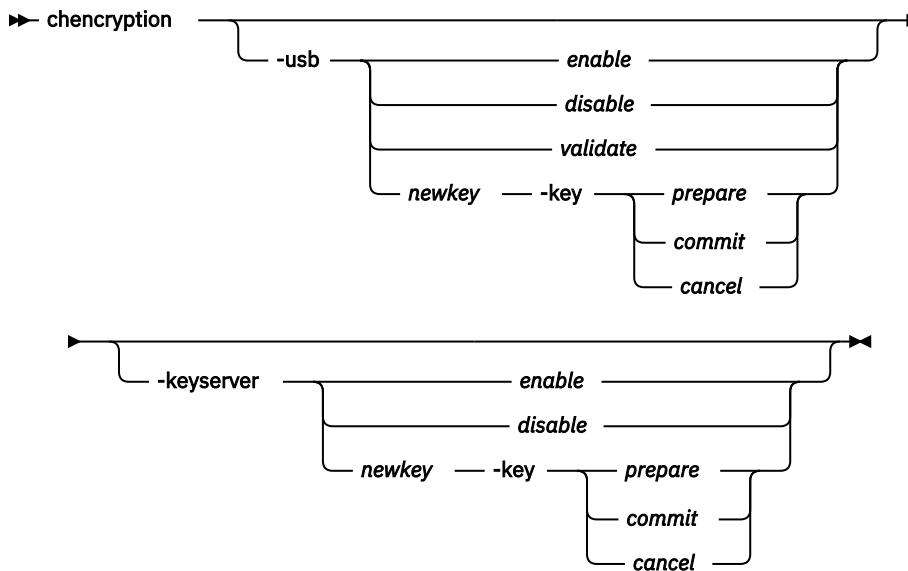 chencryption
-usb enable
disable
validate
newkey -key prepare
commit
cancel
-keyserver enable
disable
newkey -key prepare
commit
cancel